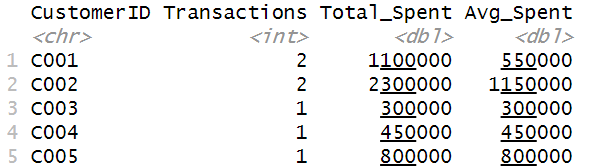 CustomerID Transactions Total_Spent Avg_Spent
<chr> <int> <dbl> <dbl>
1 C001 2 1100000 550000
2 C002 2 2300000 1150000
3 C003 1 300000 300000
4 C004 1 450000 450000
5 C005 1 800000 800000